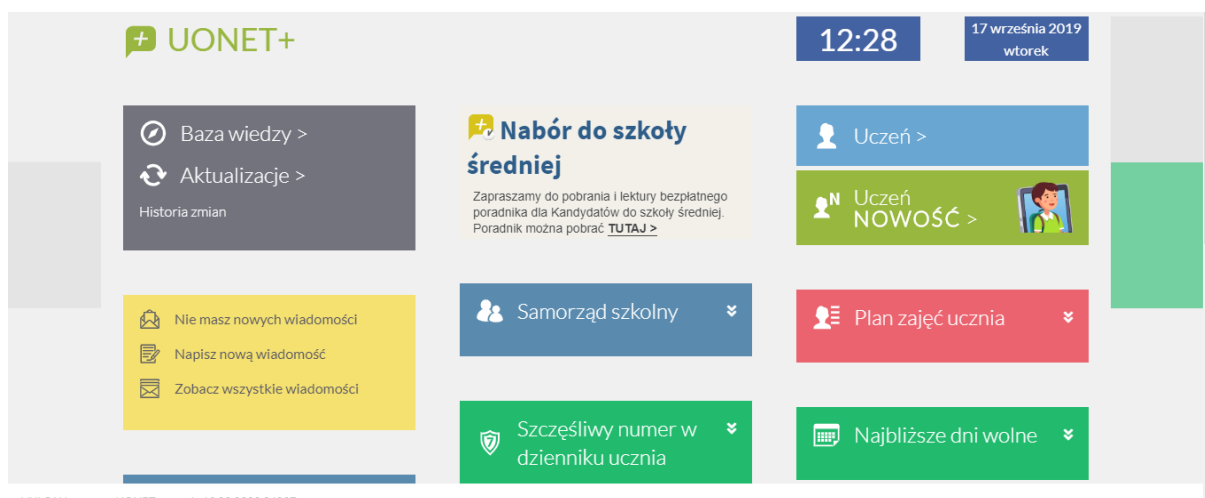 UONET+
12:28
17 września 2019
wtorek
Baza wiedzy >
Aktualizacje >
Historia zmian
Nabór do szkoły
średniej
Zapraszamy do pobrania i lektury bezpłatnego
poradnika dla Kandydatów do szkoły średniej.
Poradnik można pobrać TUTAJ >
Uczeń >
N Uczeń
NOWOŚĆ >
Nie masz nowych wiadomości
Napisz nową wiadomość
Zobacz wszystkie wiadomości
Samorząd szkolny
Plan zajęć ucznia
7 Szczęśliwy numer w
dzienniku ucznia
Najbliższe dni wolne